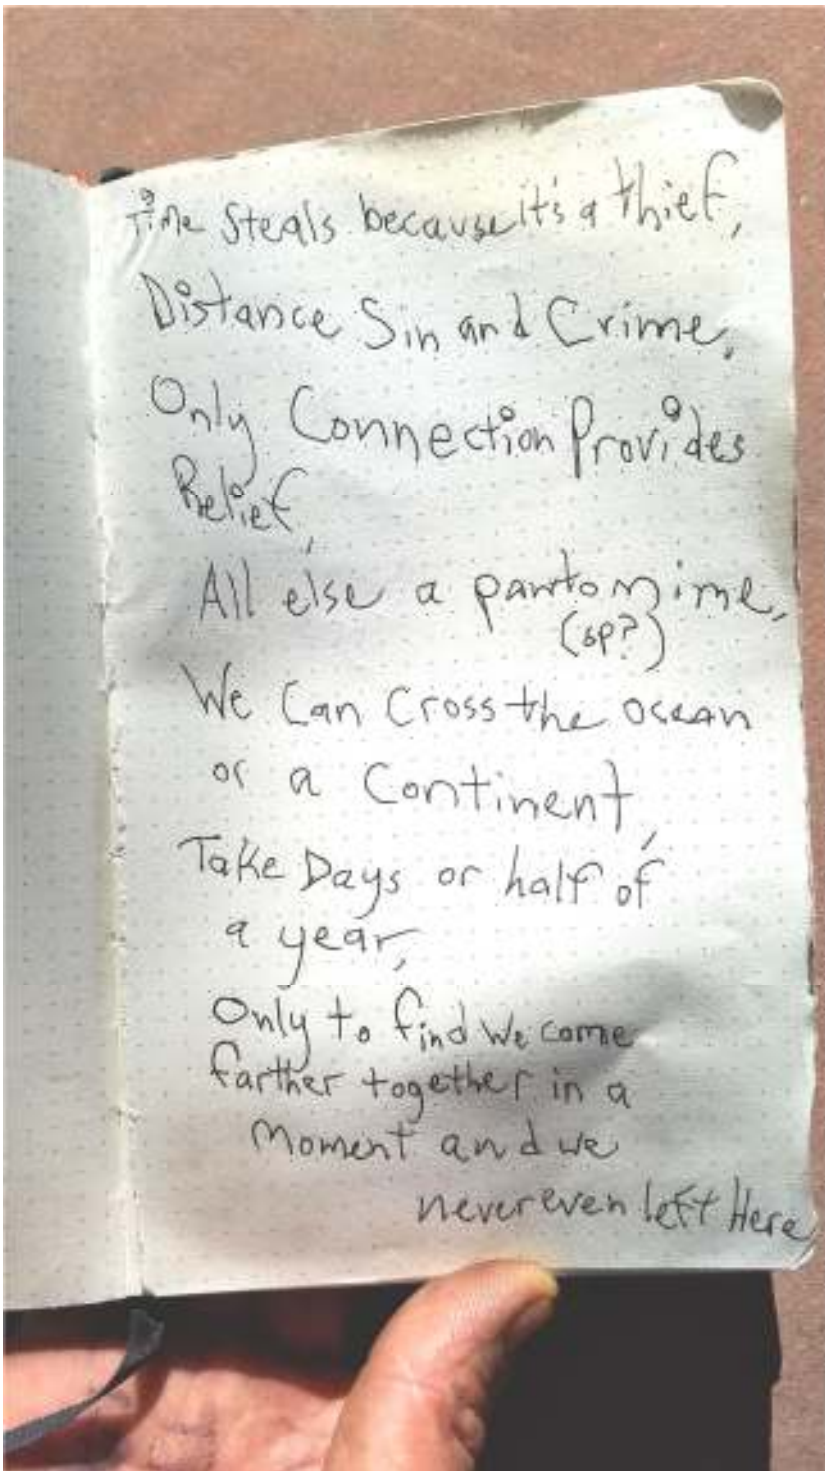 Time Steals because it's a thief,
Distance Sin and Crime,
Only Connection Provides
Relief,
All else a pantomime,
(sp?)
We Can Cross the ocean
or a Continent,
Take Days or half of
a year,
Only to find we come
farther together in a
Moment and we
never even left Here